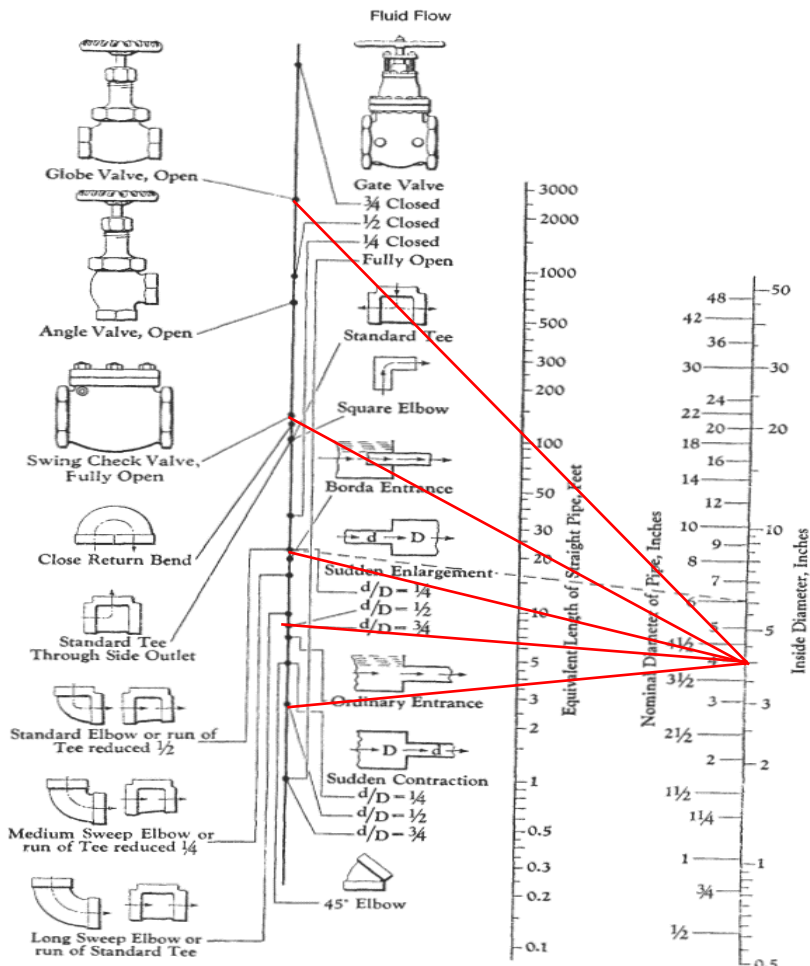 Fluid Flow
Globe Valve, Open
Angle Valve, Open
Swing Check Valve,
Fully Open
Close Return Bend
Standard Tee
Through Side Outlet
Standard Elbow or run of
Tee reduced ½
Medium Sweep Elbow or
run of Tee reduced ¼
Long Sweep Elbow or
run of Standard Tee
Gate Valve
¾ Closed
½ Closed
¼ Closed
Fully Open
Standard Tee
Square Elbow
Borda Entrance
d D
Sudden Enlargement
d/D = ¼
d/D = ½
d/D = ¾
Ordinary Entrance
D d
Sudden Contraction
d/D = ¼
d/D = ½
d/D = ¾
45° Elbow
3000
2000
1000
500
300
200
100
50
30
20
10
5
3
2
1
0.5
0.3
0.2
0.1
Equivalent Length of Straight Pipe, Feet
48
42
36
30
24
22
20
18
16
14
12
10
9
8
7
6
5
4½
4
3½
3
2½
2
1½
1¼
1
¾
½
Nominal Diameter of Pipe, Inches
50
30
20
10
5
3
2
1
0.5
Inside Diameter, Inches